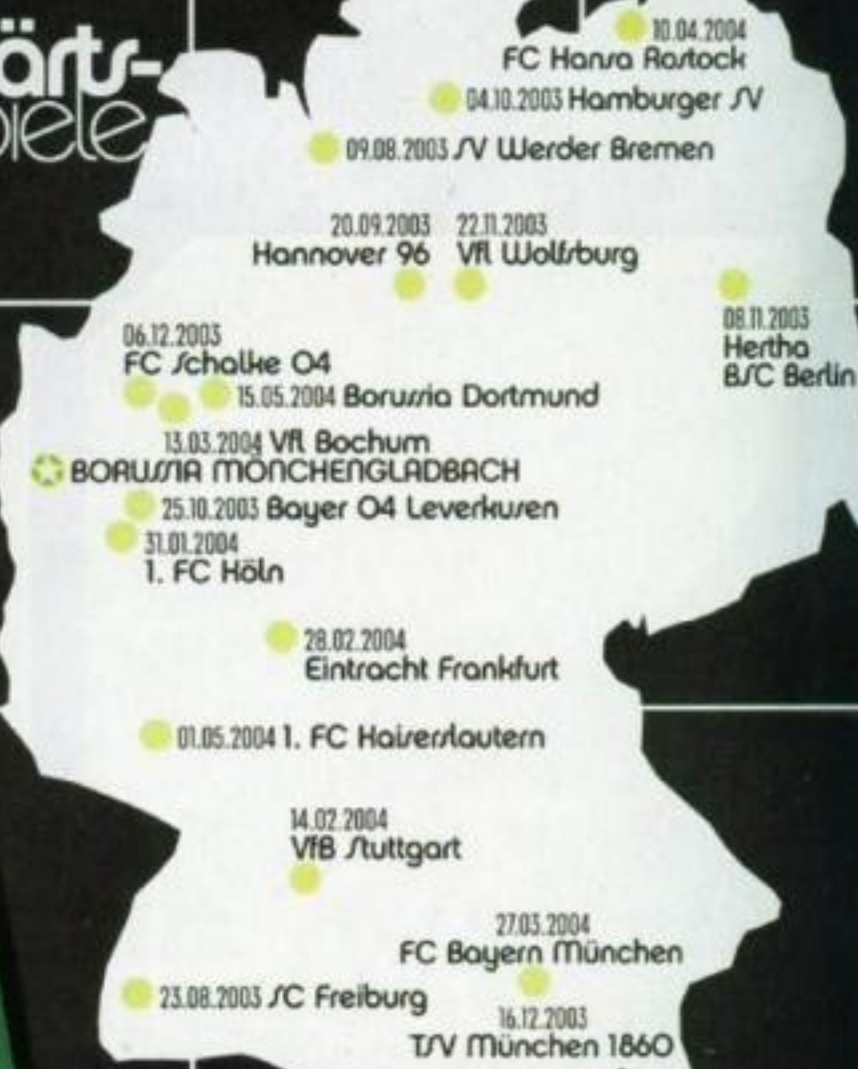 ärts-
piele
10.04.2004
FC Hansa Rostock
04.10.2003 Hamburger SV
09.08.2003 SV Werder Bremen
20.09.2003
Hannover 96
22.11.2003
Vfl Wolfsburg
08.11.2003
Hertha
BSC Berlin
06.12.2003
FC Schalke 04
15.05.2004 Borussia Dortmund
13.03.2004 Vfl Bochum
BORUSSIA MÖNCHENGLADBACH
25.10.2003 Bayer 04 Leverkusen
31.01.2004
1. FC Köln
28.02.2004
Eintracht Frankfurt
01.05.2004 1. FC Kaiserslautern
14.02.2004
VfB Stuttgart
27.03.2004
FC Bayern München
23.08.2003 SC Freiburg
16.12.2003
TSV München 1860